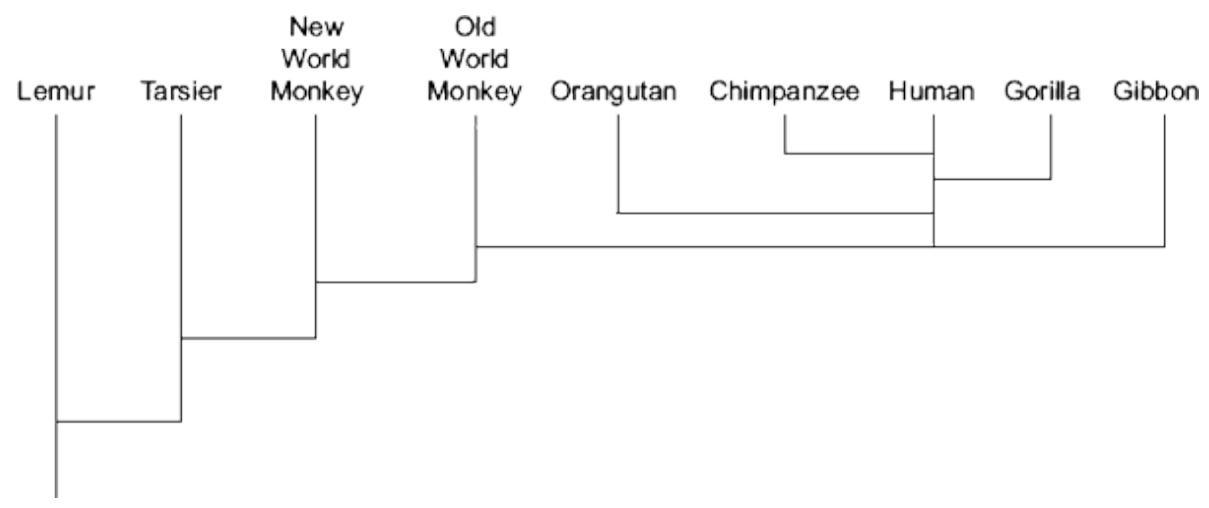 New
World
Monkey
Old
World
Monkey
Lemur
Tarsier
Orangutan
Chimpanzee
Human
Gorilla
Gibbon